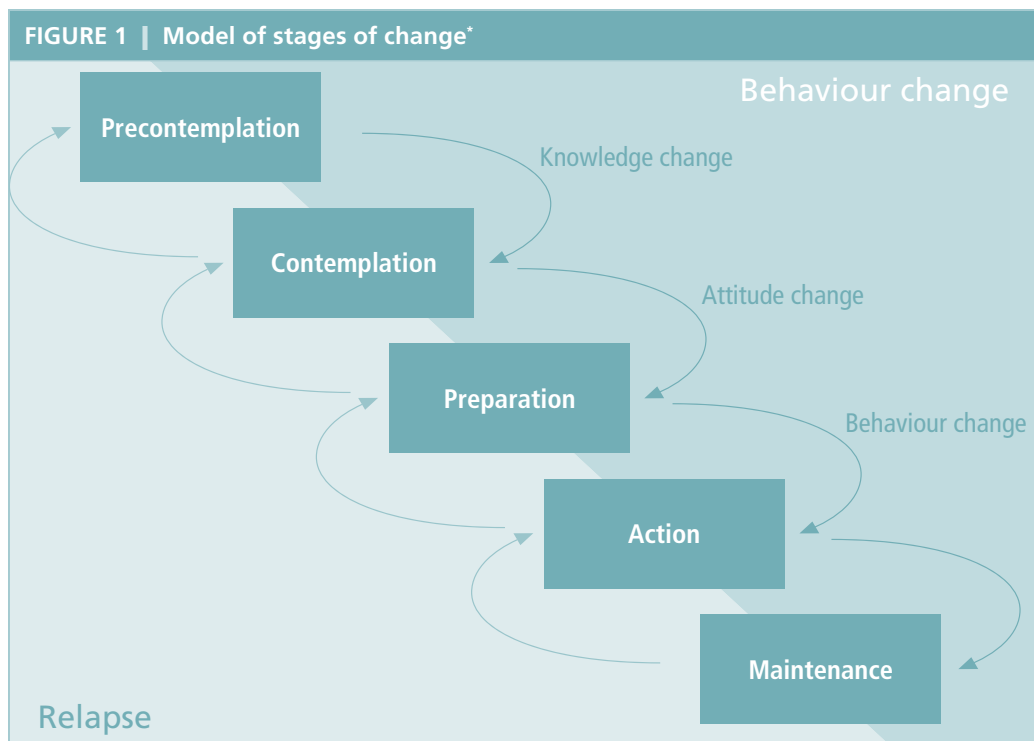 FIGURE 1 | Model of stages of change*
Behaviour change
Precontemplation
Knowledge change
Contemplation
Attitude change
Preparation
Behaviour change
Action
Maintenance
Relapse